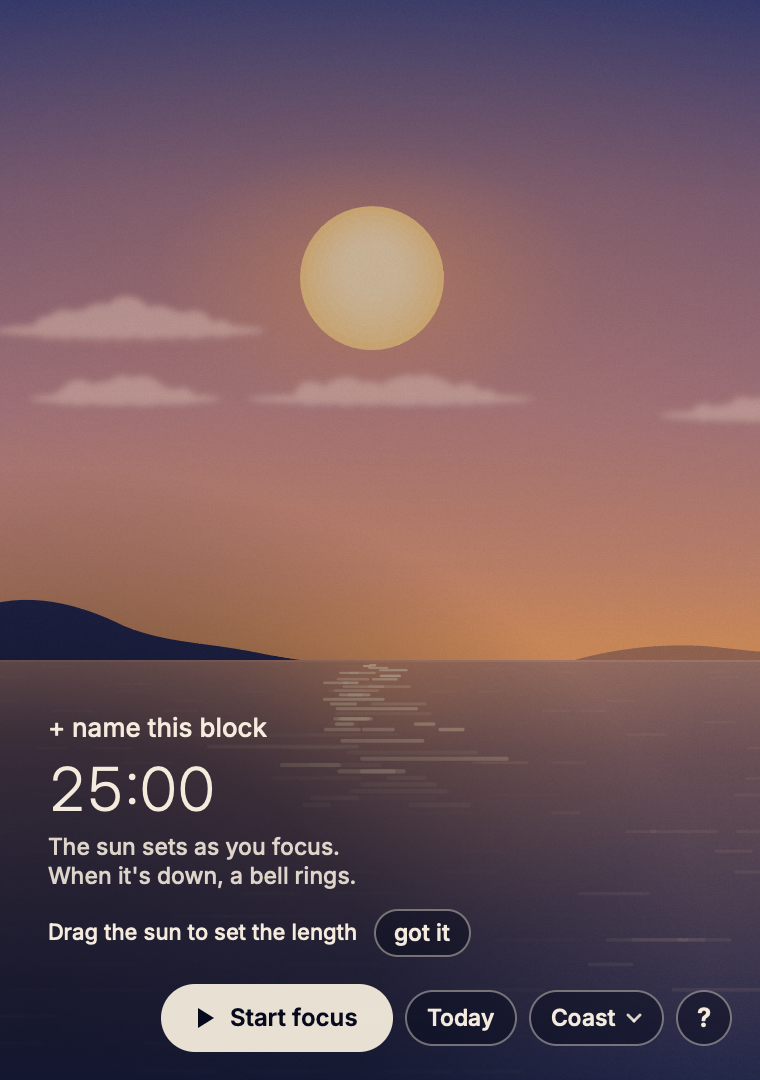 + name this block
25:00
The sun sets as you focus.
When it's down, a bell rings.
Drag the sun to set the length
got it
Start focus
Today
Coast
?